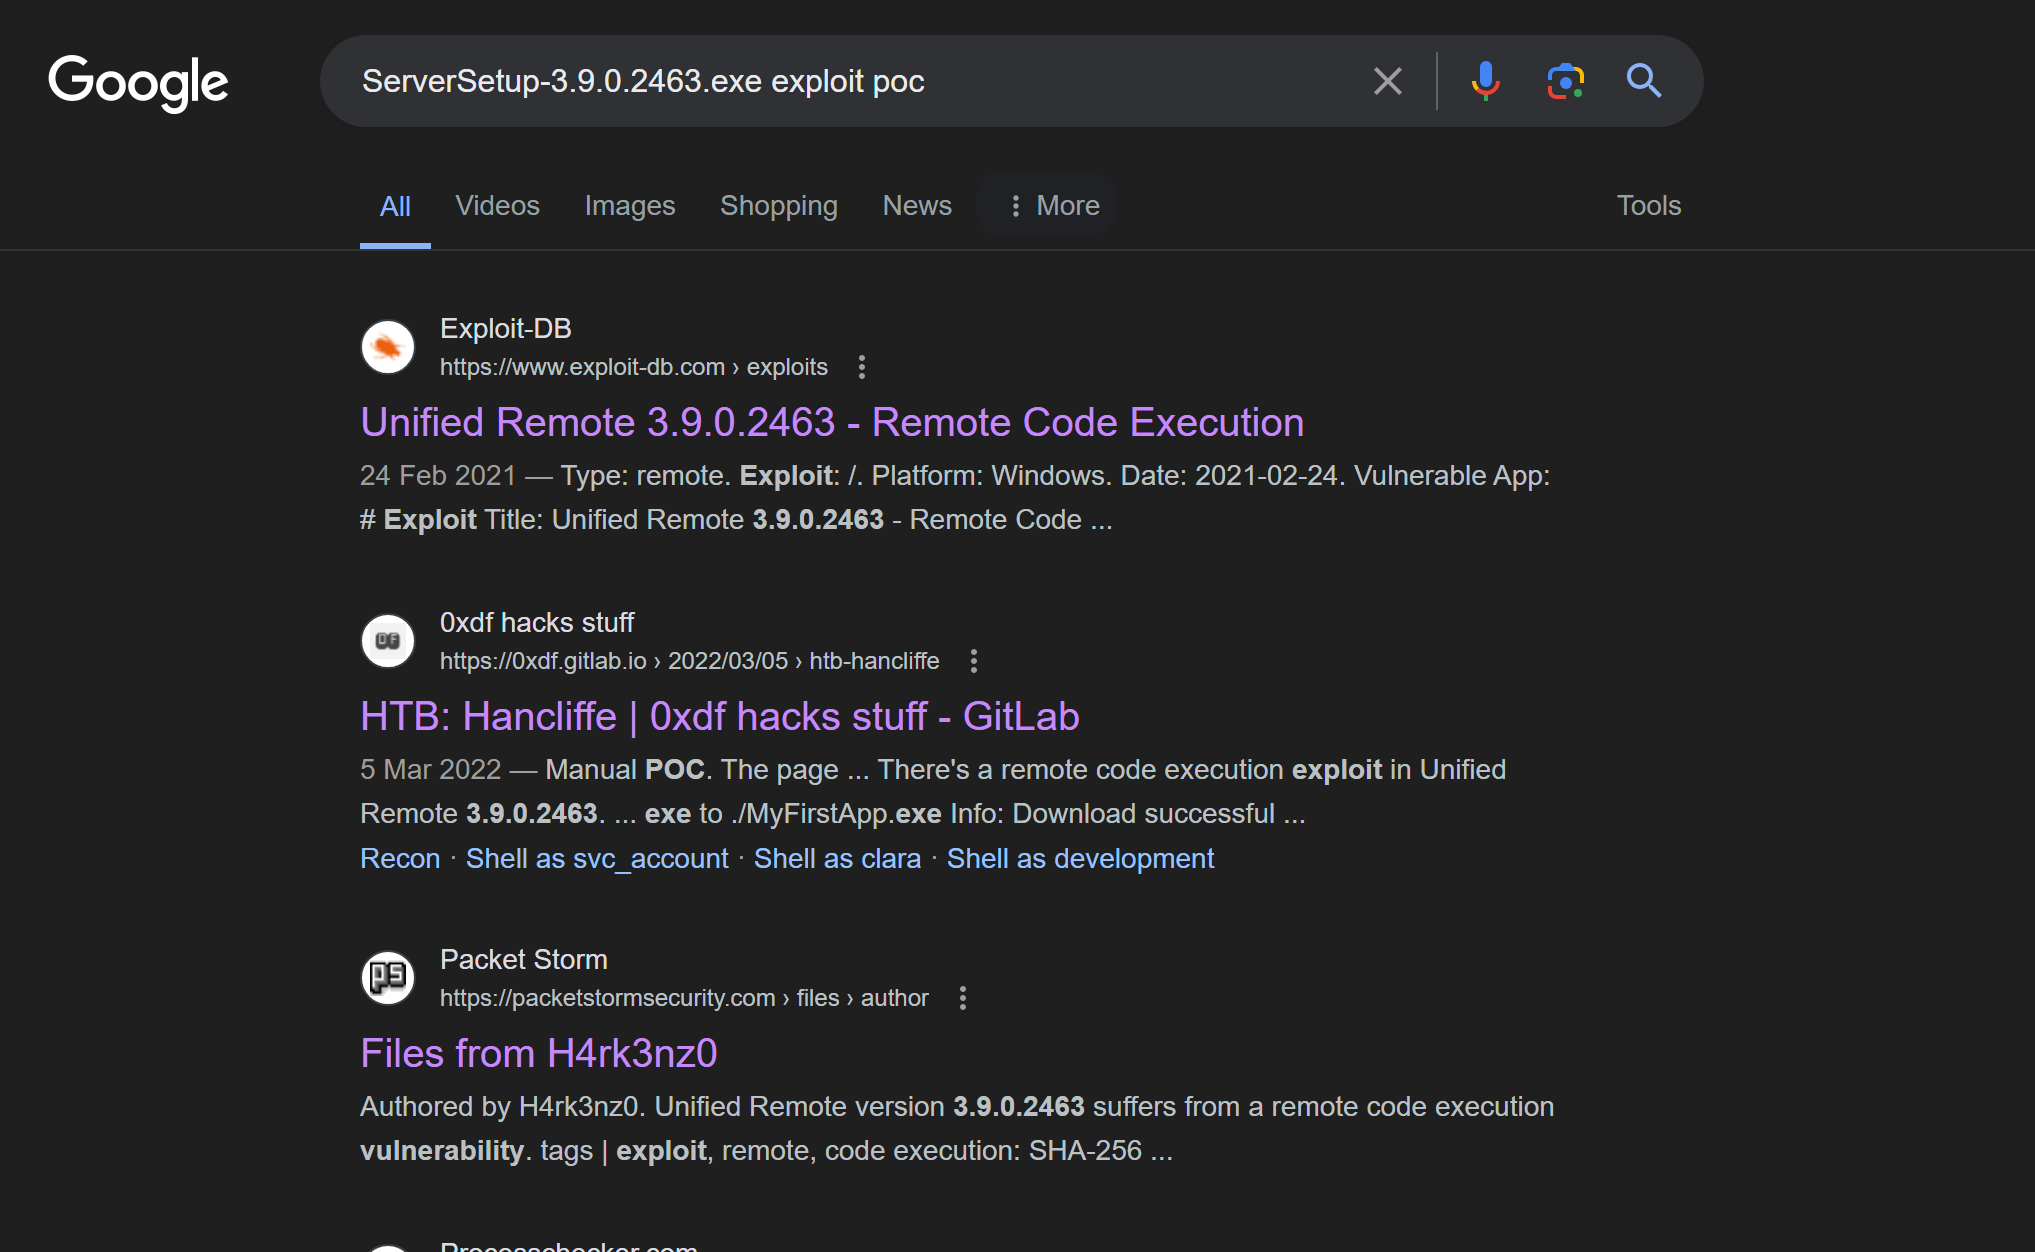 Google
ServerSetup-3.9.0.2463.exe exploit poc
All Videos Images Shopping News More Tools
Exploit-DB
https://www.exploit-db.com › exploits
Unified Remote 3.9.0.2463 - Remote Code Execution
24 Feb 2021 — Type: remote. Exploit: /. Platform: Windows. Date: 2021-02-24. Vulnerable App:
# Exploit Title: Unified Remote 3.9.0.2463 - Remote Code ...
0xdf hacks stuff
https://0xdf.gitlab.io › 2022/03/05 › htb-hancliffe
HTB: Hancliffe | 0xdf hacks stuff - GitLab
5 Mar 2022 — Manual POC. The page ... There's a remote code execution exploit in Unified
Remote 3.9.0.2463. ... exe to ./MyFirstApp.exe Info: Download successful ...
Recon · Shell as svc_account · Shell as clara · Shell as development
Packet Storm
https://packetstormsecurity.com › files › author
Files from H4rk3nz0
Authored by H4rk3nz0. Unified Remote version 3.9.0.2463 suffers from a remote code execution
vulnerability. tags | exploit, remote, code execution: SHA-256 ...
Processchecker.com